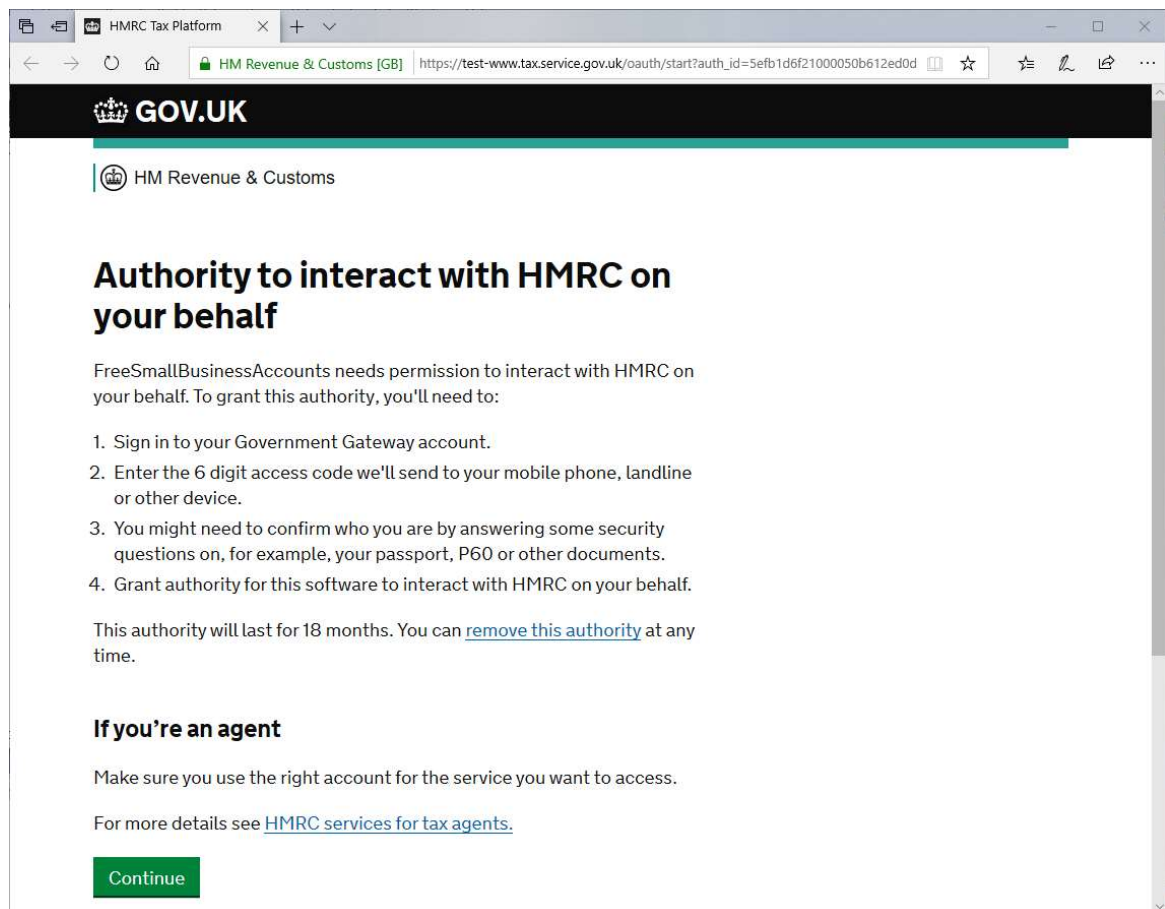 HMRC Tax Platform
HM Revenue & Customs [GB] https://test-www.tax.service.gov.uk/oauth/start?auth_id=5efb1d6f21000050b612ed0d
GOV.UK
HM Revenue & Customs
Authority to interact with HMRC on
your behalf
FreeSmallBusinessAccounts needs permission to interact with HMRC on
your behalf. To grant this authority, you'll need to:
1. Sign in to your Government Gateway account.
2. Enter the 6 digit access code we'll send to your mobile phone, landline
or other device.
3. You might need to confirm who you are by answering some security
questions on, for example, your passport, P60 or other documents.
4. Grant authority for this software to interact with HMRC on your behalf.
This authority will last for 18 months. You can remove this authority at any
time.
If you're an agent
Make sure you use the right account for the service you want to access.
For more details see HMRC services for tax agents.
Continue